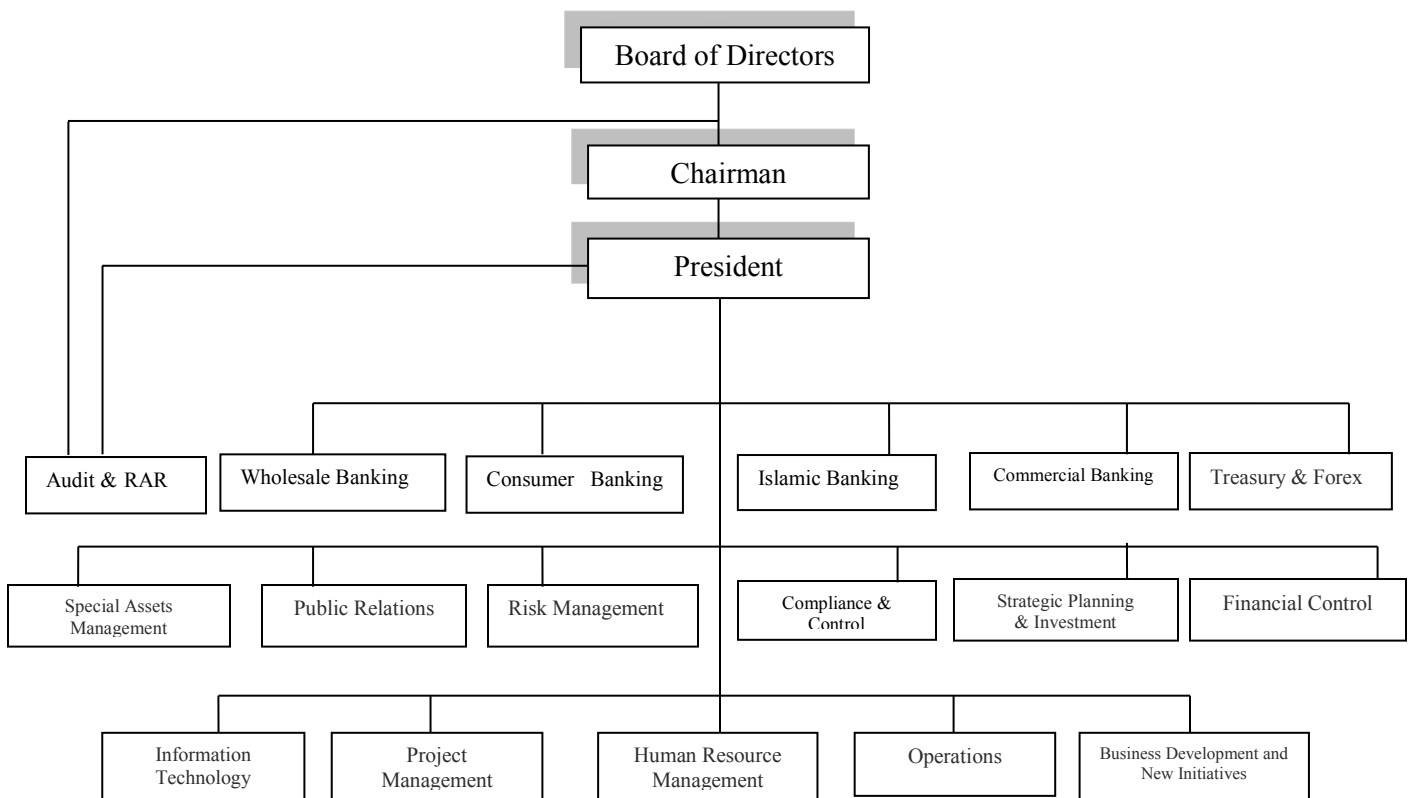 Board of Directors
Chairman
President
Audit & RAR
Wholesale Banking
Consumer Banking
Islamic Banking
Commercial Banking
Treasury & Forex
Special Assets
Management
Public Relations
Risk Management
Compliance &
Control
Strategic Planning
& Investment
Financial Control
Information
Technology
Project
Management
Human Resource
Management
Operations
Business Development and
New Initiatives